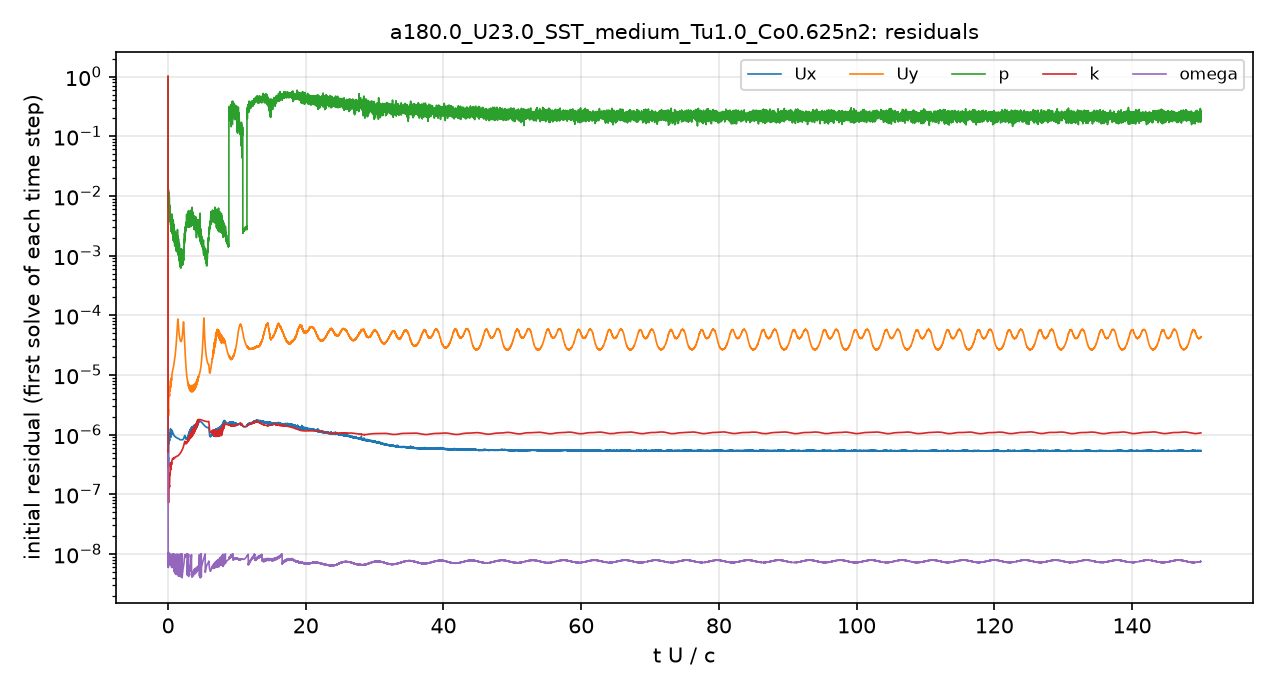 a180.0_U23.0_SST_medium_Tu1.0_Co0.625n2: residuals
Ux Uy p k omega
initial residual (first solve of each time step)
10^0
10^-1
10^-2
10^-3
10^-4
10^-5
10^-6
10^-7
10^-8
0 20 40 60 80 100 120 140
t U / c